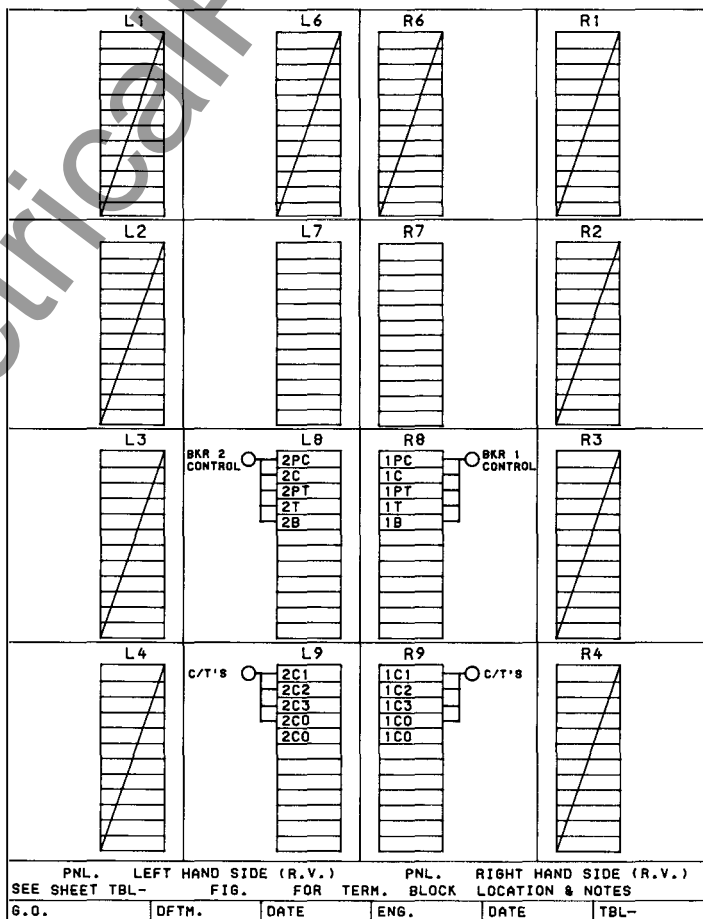 L1 L6 R6 R1
L2 L7 R7 R2
L3 L8 R8 R3
BKR 2
CONTROL
2PC
2C
2PT
2T
2B
1PC
1C
1PT
1T
1B
BKR 1
CONTROL
L4 L9 R9 R4
C/T'S
2C1
2C2
2C3
2C0
2C0
1C1
1C2
1C3
1C0
1C0
C/T'S
PNL. LEFT HAND SIDE (R.V.) PNL. RIGHT HAND SIDE (R.V.)
SEE SHEET TBL- FIG. FOR TERM. BLOCK LOCATION & NOTES
G.O. DFTM. DATE ENG. DATE TBL-